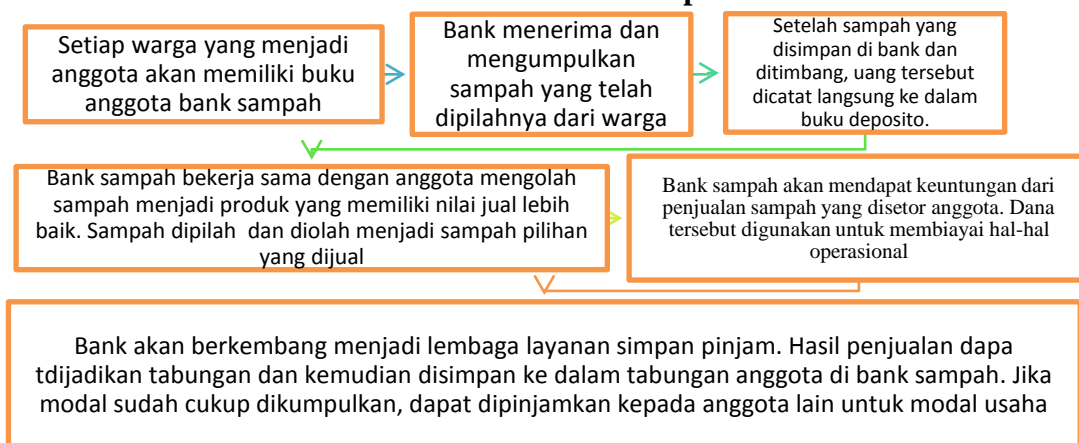 Setiap warga yang menjadi
anggota akan memiliki buku
anggota bank sampah
Bank menerima dan
mengumpulkan
sampah yang telah
dipilahnya dari warga
Setelah sampah yang
disimpan di bank dan
ditimbang, uang tersebut
dicatat langsung ke dalam
buku deposito.
Bank sampah bekerja sama dengan anggota mengolah
sampah menjadi produk yang memiliki nilai jual lebih
baik. Sampah dipilah dan diolah menjadi sampah pilihan
yang dijual
Bank sampah akan mendapat keuntungan dari
penjualan sampah yang disetor anggota. Dana
tersebut digunakan untuk membiayai hal-hal
operasional
Bank akan berkembang menjadi lembaga layanan simpan pinjam. Hasil penjualan dapa
tdijadikan tabungan dan kemudian disimpan ke dalam tabungan anggota di bank sampah. Jika
modal sudah cukup dikumpulkan, dapat dipinjamkan kepada anggota lain untuk modal usaha